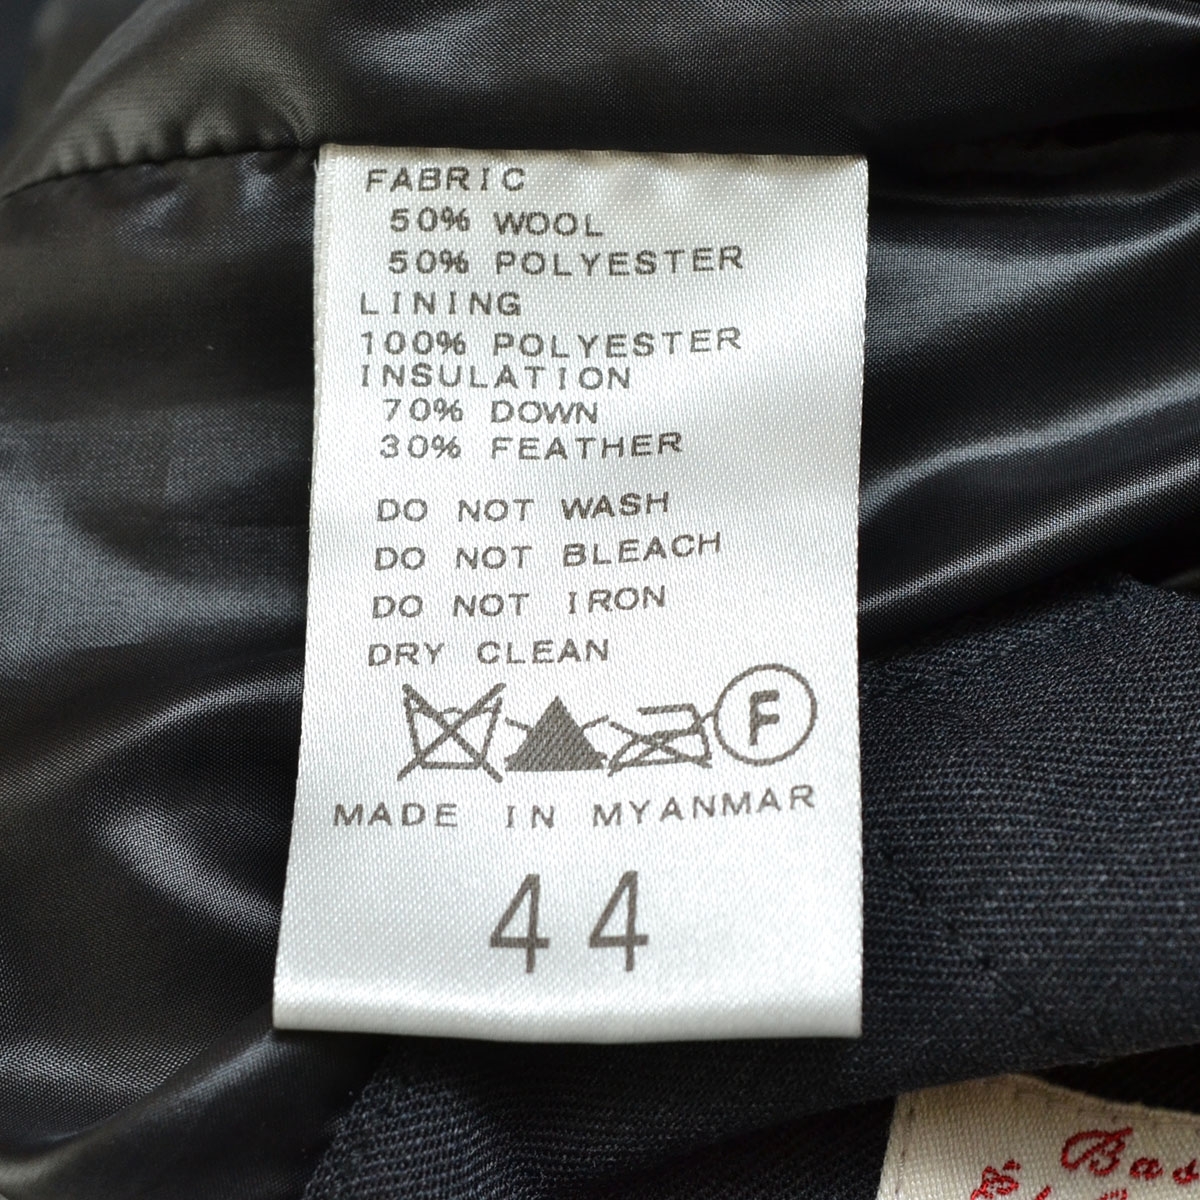 FABRIC
50% WOOL
50% POLYESTER
LINING
100% POLYESTER
INSULATION
70% DOWN
30% FEATHER
DO NOT WASH
DO NOT BLEACH
DO NOT IRON
DRY CLEAN
F
MADE IN MYANMAR
44
Bas
&